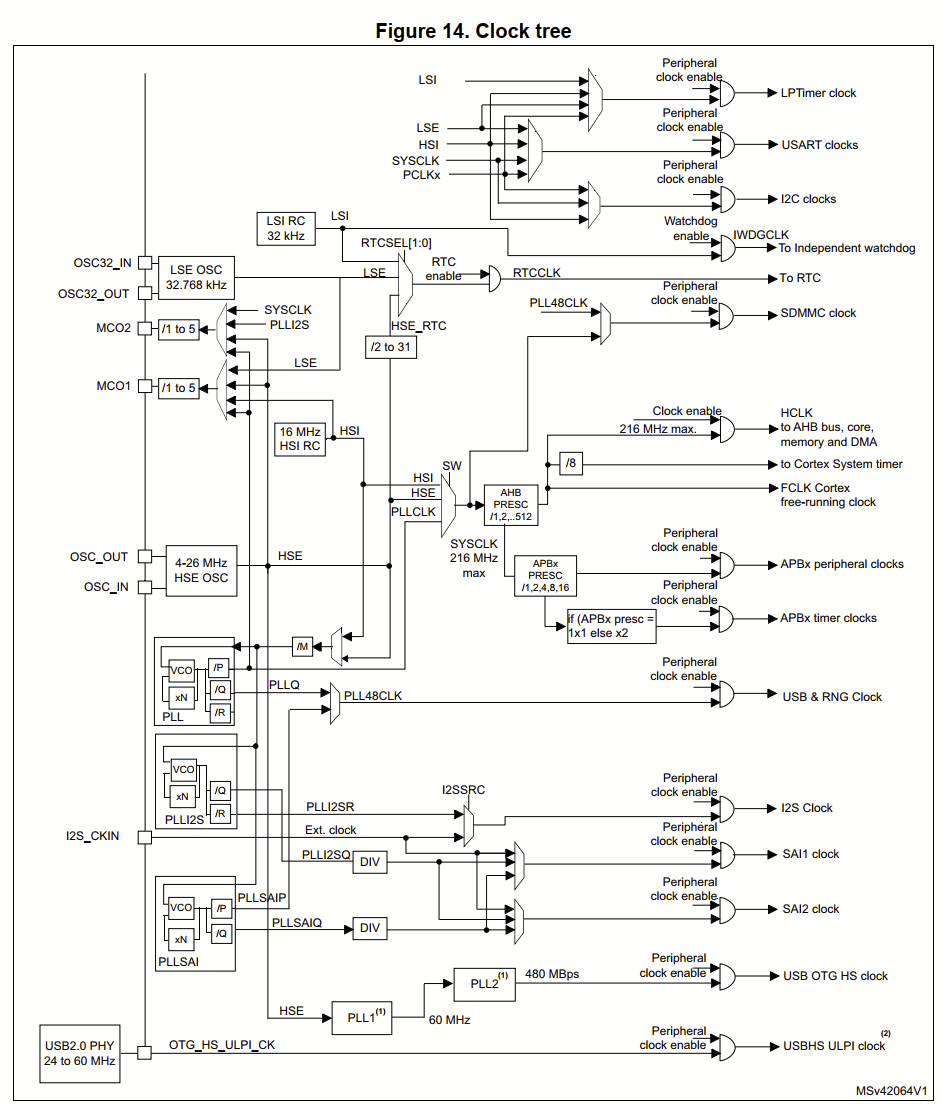 Figure 14. Clock tree
LSI
Peripheral
clock enable
LPTimer clock
LSE
HSI
SYSCLK
PCLKx
Peripheral
clock enable
USART clocks
Peripheral
clock enable
I2C clocks
LSI RC
32 kHz
LSI
Watchdog
enable
IWDGCLK
To Independent watchdog
RTCSEL[1:0]
OSC32_IN
OSC32_OUT
LSE OSC
32.768 kHz
LSE
RTC
enable
RTCCLK
To RTC
MCO2
/1 to 5
SYSCLK
PLLI2S
HSE_RTC
/2 to 31
PLL48CLK
Peripheral
clock enable
SDMMC clock
LSE
MCO1
/1 to 5
16 MHz
HSI RC
HSI
Clock enable
216 MHz max.
HCLK
to AHB bus, core,
memory and DMA
/8
to Cortex System timer
FCLK Cortex
free-running clock
SW
HSI
HSE
PLLCLK
AHB
PRESC
/1,2,..512
SYSCLK
216 MHz
max
OSC_OUT
OSC_IN
4-26 MHz
HSE OSC
HSE
APBx
PRESC
/1,2,4,8,16
Peripheral
clock enable
APBx peripheral clocks
if (APBx presc =
1x1 else x2
Peripheral
clock enable
APBx timer clocks
/M
VCO
xN
/P
/Q
/R
PLL
PLLQ
PLL48CLK
Peripheral
clock enable
USB & RNG Clock
VCO
xN
/Q
/R
PLLI2S
PLLI2SR
I2SSRC
Peripheral
clock enable
I2S Clock
I2S_CKIN
Ext. clock
PLLI2SQ
DIV
Peripheral
clock enable
SAI1 clock
VCO
xN
/P
/Q
PLLSAI
PLLSAIP
PLLSAIQ
DIV
Peripheral
clock enable
SAI2 clock
HSE
PLL1(1)
60 MHz
PLL2(1)
480 MBps
Peripheral
clock enable
USB OTG HS clock
USB2.0 PHY
24 to 60 MHz
OTG_HS_ULPI_CK
Peripheral
clock enable
USBHS ULPI clock(2)
MSv42064V1